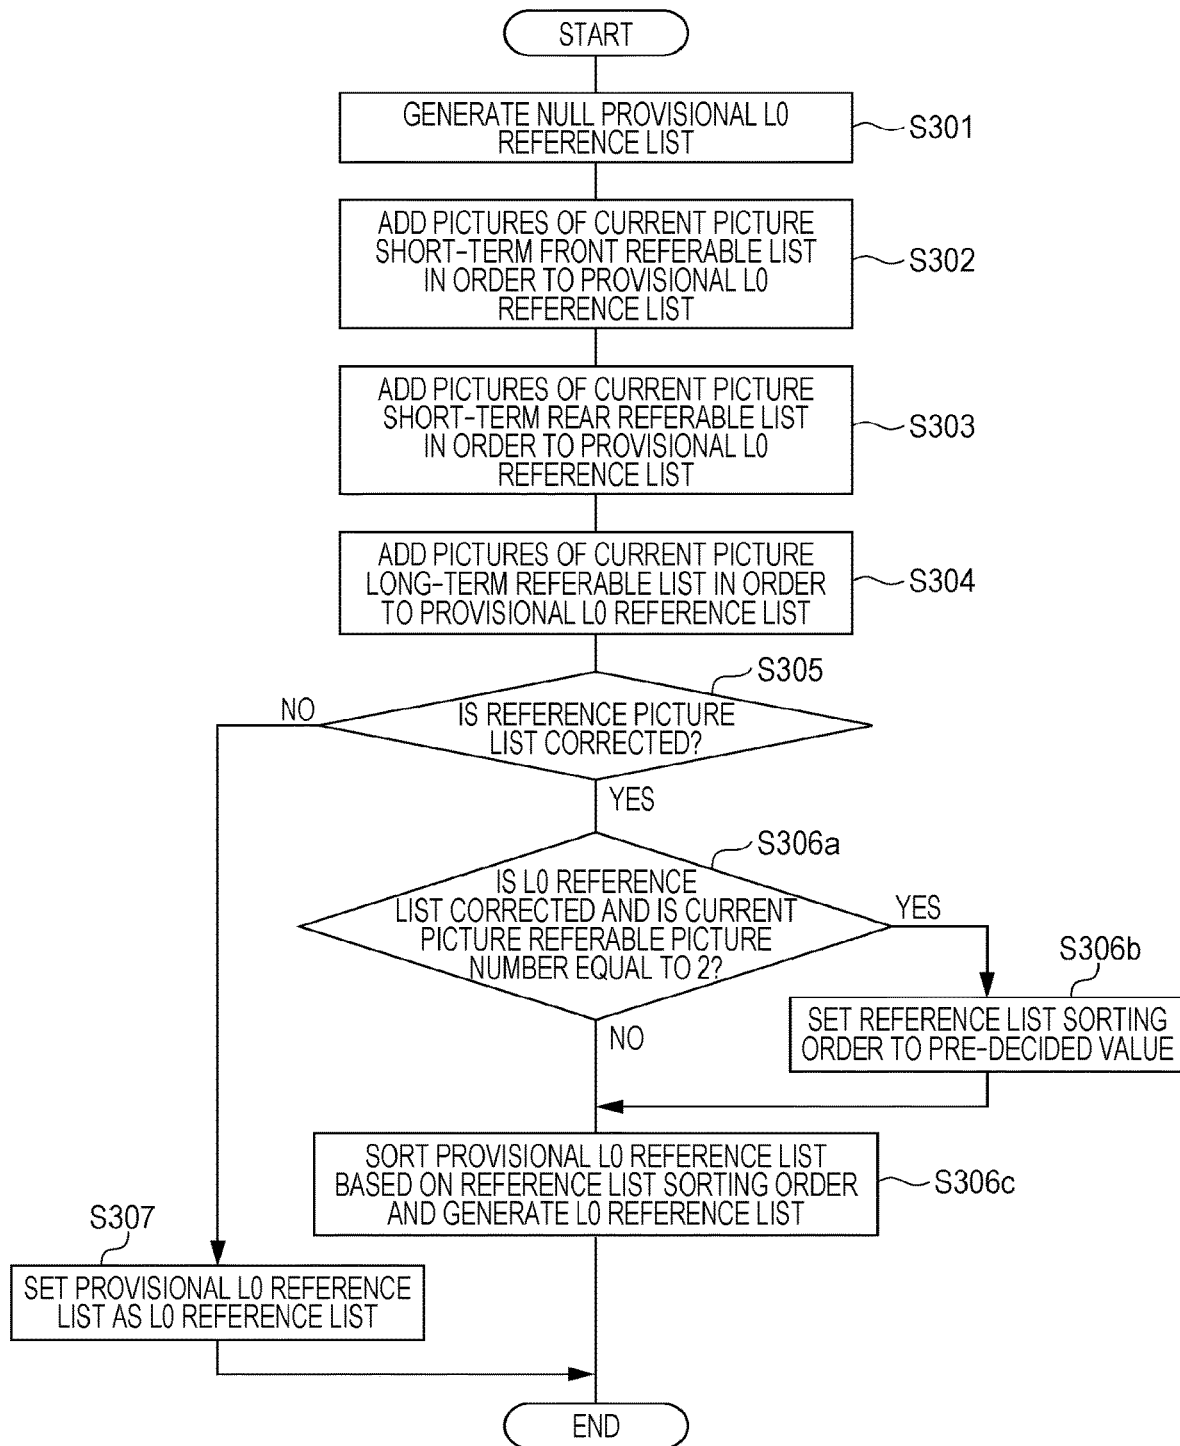 START
GENERATE NULL PROVISIONAL L0
REFERENCE LIST
S301
ADD PICTURES OF CURRENT PICTURE
SHORT-TERM FRONT REFERABLE LIST
IN ORDER TO PROVISIONAL L0
REFERENCE LIST
S302
ADD PICTURES OF CURRENT PICTURE
SHORT-TERM REAR REFERABLE LIST
IN ORDER TO PROVISIONAL L0
REFERENCE LIST
S303
ADD PICTURES OF CURRENT PICTURE
LONG-TERM REFERABLE LIST IN ORDER
TO PROVISIONAL L0 REFERENCE LIST
S304
S305
NO
IS REFERENCE PICTURE
LIST CORRECTED?
YES
S306a
IS L0 REFERENCE
LIST CORRECTED AND IS CURRENT
PICTURE REFERABLE PICTURE
NUMBER EQUAL TO 2?
YES
S306b
SET REFERENCE LIST SORTING
ORDER TO PRE-DECIDED VALUE
NO
SORT PROVISIONAL L0 REFERENCE LIST
BASED ON REFERENCE LIST SORTING ORDER
AND GENERATE L0 REFERENCE LIST
S306c
S307
SET PROVISIONAL L0 REFERENCE
LIST AS L0 REFERENCE LIST
END